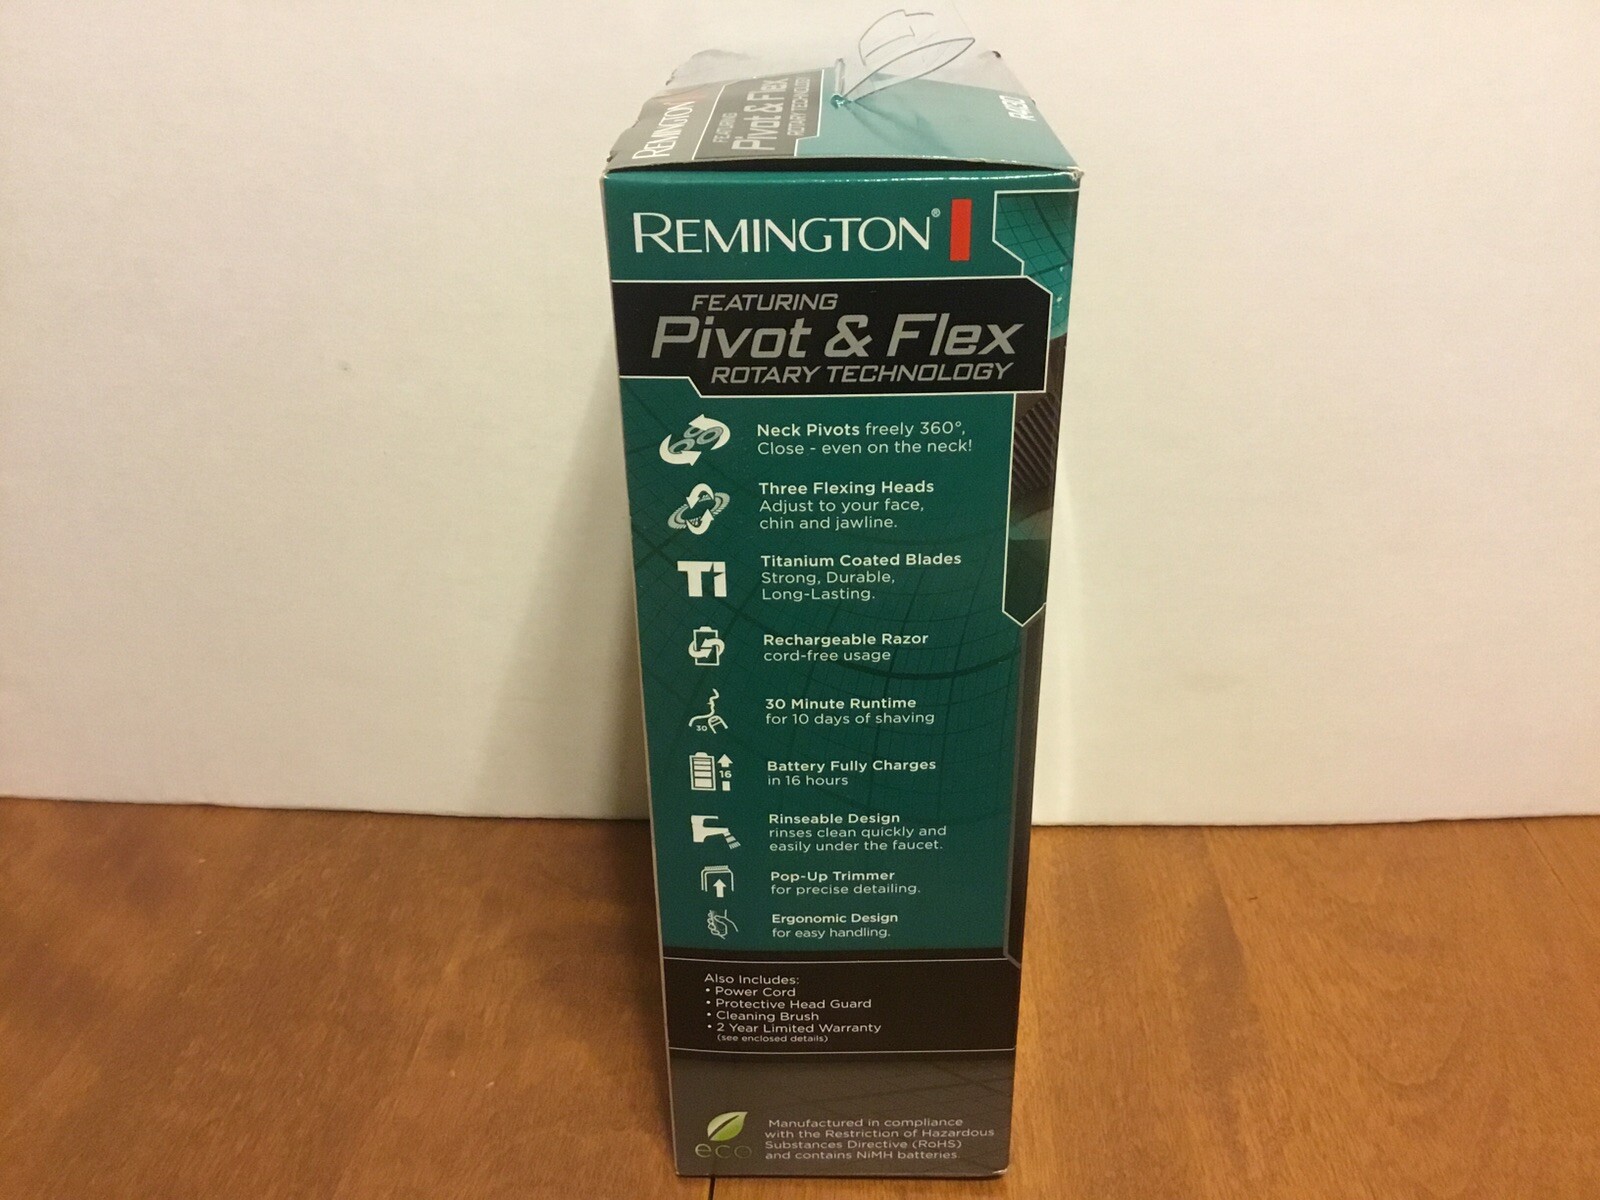 REMINGTON
FEATURING
Pivot & Flex
ROTARY TECHNOLOGY
R4130
REMINGTON®
FEATURING
Pivot & Flex
ROTARY TECHNOLOGY
Neck Pivots freely 360°,
Close - even on the neck!
Three Flexing Heads
Adjust to your face,
chin and jawline.
Ti
Titanium Coated Blades
Strong, Durable,
Long-Lasting.
Rechargeable Razor
cord-free usage
30
30 Minute Runtime
for 10 days of shaving
16
Battery Fully Charges
in 16 hours
Rinseable Design
rinses clean quickly and
easily under the faucet.
Pop-Up Trimmer
for precise detailing.
Ergonomic Design
for easy handling.
Also Includes:
• Power Cord
• Protective Head Guard
• Cleaning Brush
• 2 Year Limited Warranty
(see enclosed details)
eco
Manufactured in compliance
with the Restriction of Hazardous
Substances Directive (RoHS)
and contains NiMH batteries.